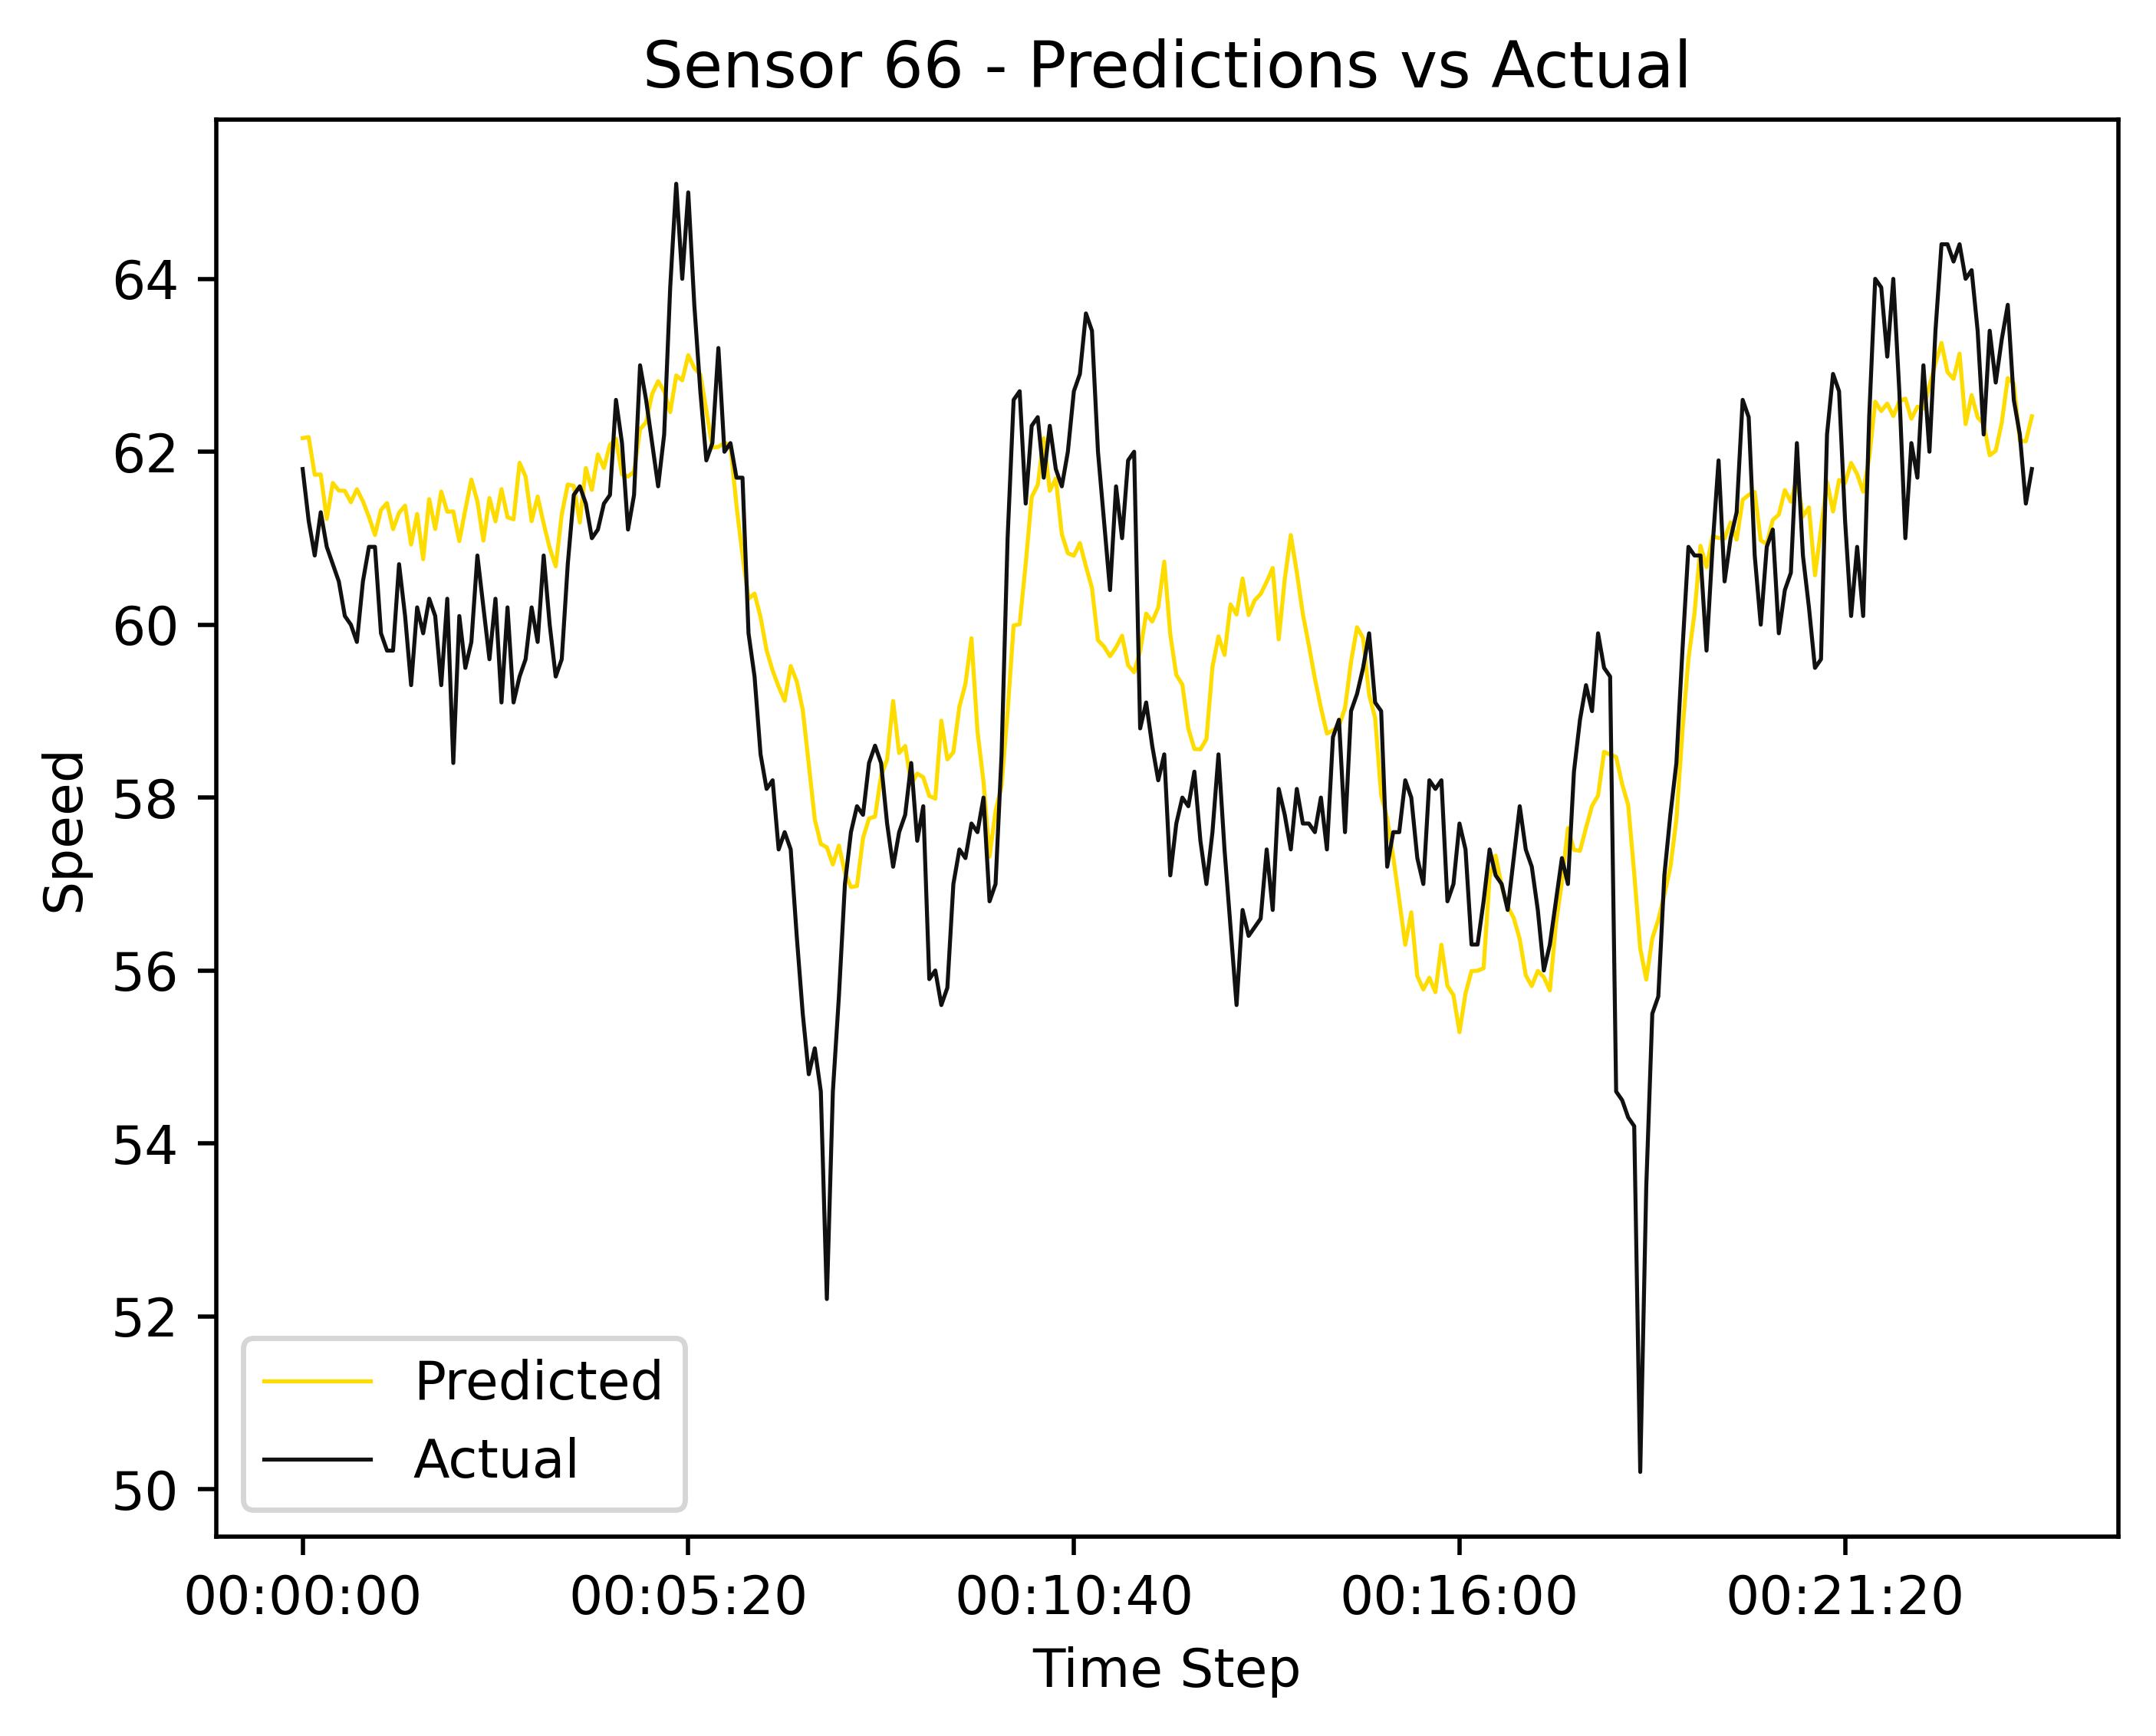 Sensor 66 - Predictions vs Actual
Speed
64
62
60
58
56
54
52
50
Predicted
Actual
00:00:00 00:05:20 00:10:40 00:16:00 00:21:20
Time Step